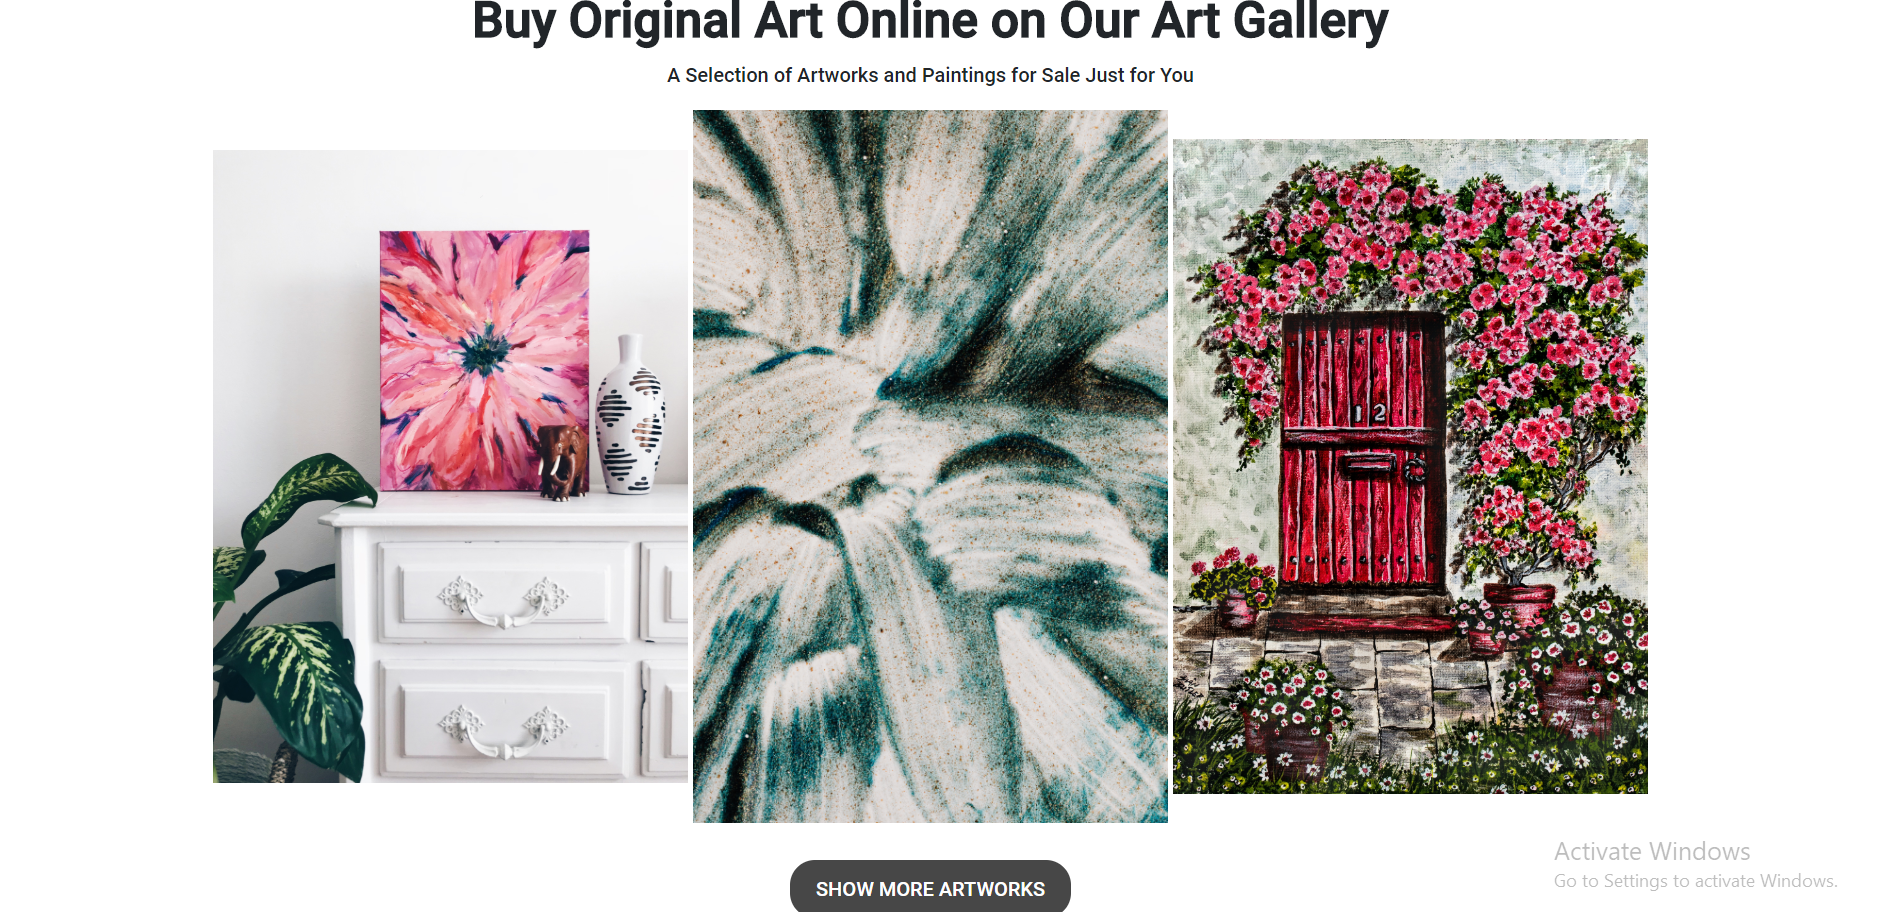 Buy Original Art Online on Our Art Gallery
A Selection of Artworks and Paintings for Sale Just for You
12
SHOW MORE ARTWORKS
Activate Windows
Go to Settings to activate Windows.